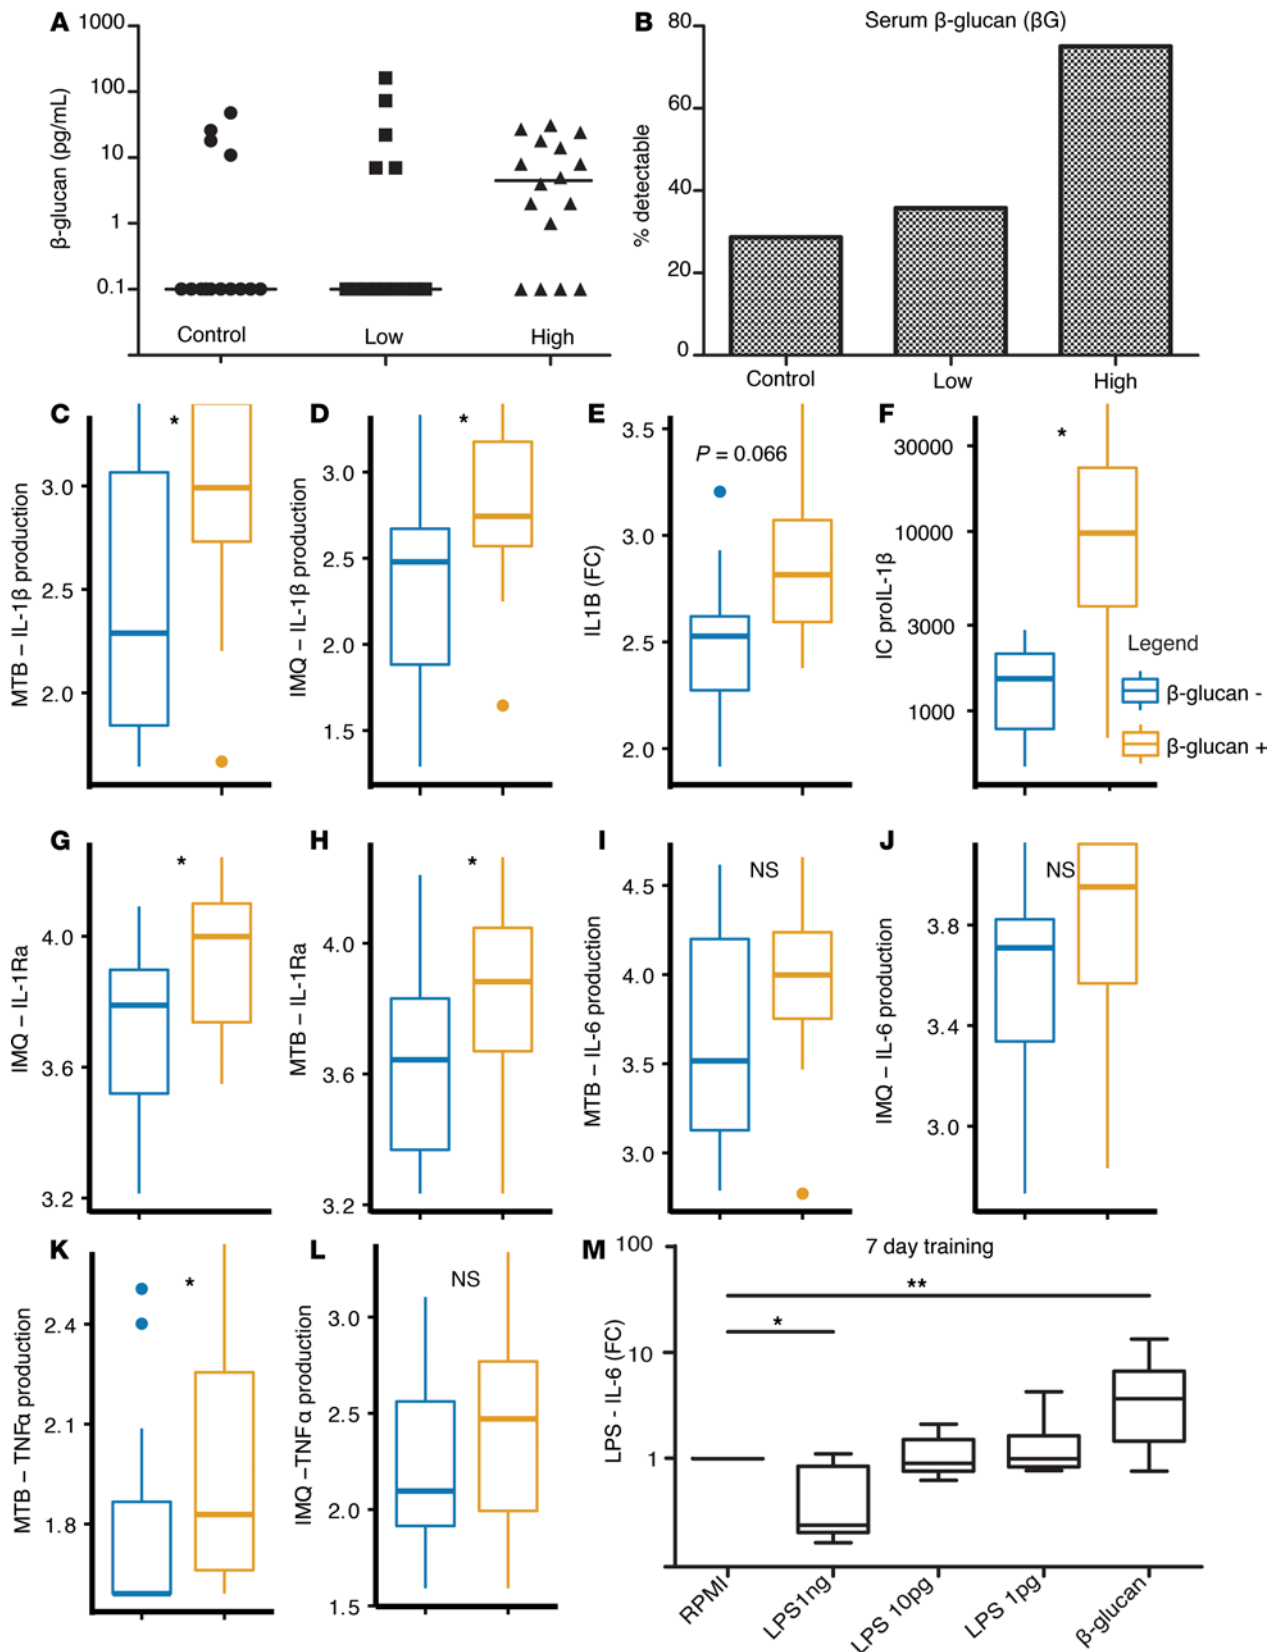 A
1000
100
10
1
0.1
β-glucan (pg/mL)
Control
Low
High
B
Serum β-glucan (βG)
80
60
40
20
0
% detectable
Control
Low
High
C
*
3.0
2.5
2.0
MTB – IL-1β production
D
*
3.0
2.5
2.0
1.5
IMQ – IL-1β production
E
3.5
3.0
2.5
2.0
P = 0.066
IL1B (FC)
F
*
30000
10000
3000
1000
IC proIL-1β
Legend
β-glucan -
β-glucan +
G
*
4.0
3.6
3.2
IMQ – IL-1Ra
H
*
4.0
3.6
3.2
MTB – IL-1Ra
I
NS
4.5
4.0
3.5
3.0
MTB – IL-6 production
J
NS
3.8
3.4
3.0
IMQ – IL-6 production
K
*
2.4
2.1
1.8
MTB – TNFα production
L
NS
3.0
2.5
2.0
1.5
IMQ –TNFα production
M
7 day training
100
10
1
**
*
LPS - IL-6 (FC)
RPMI
LPS1ng
LPS 10pg
LPS 1pg
β-glucan